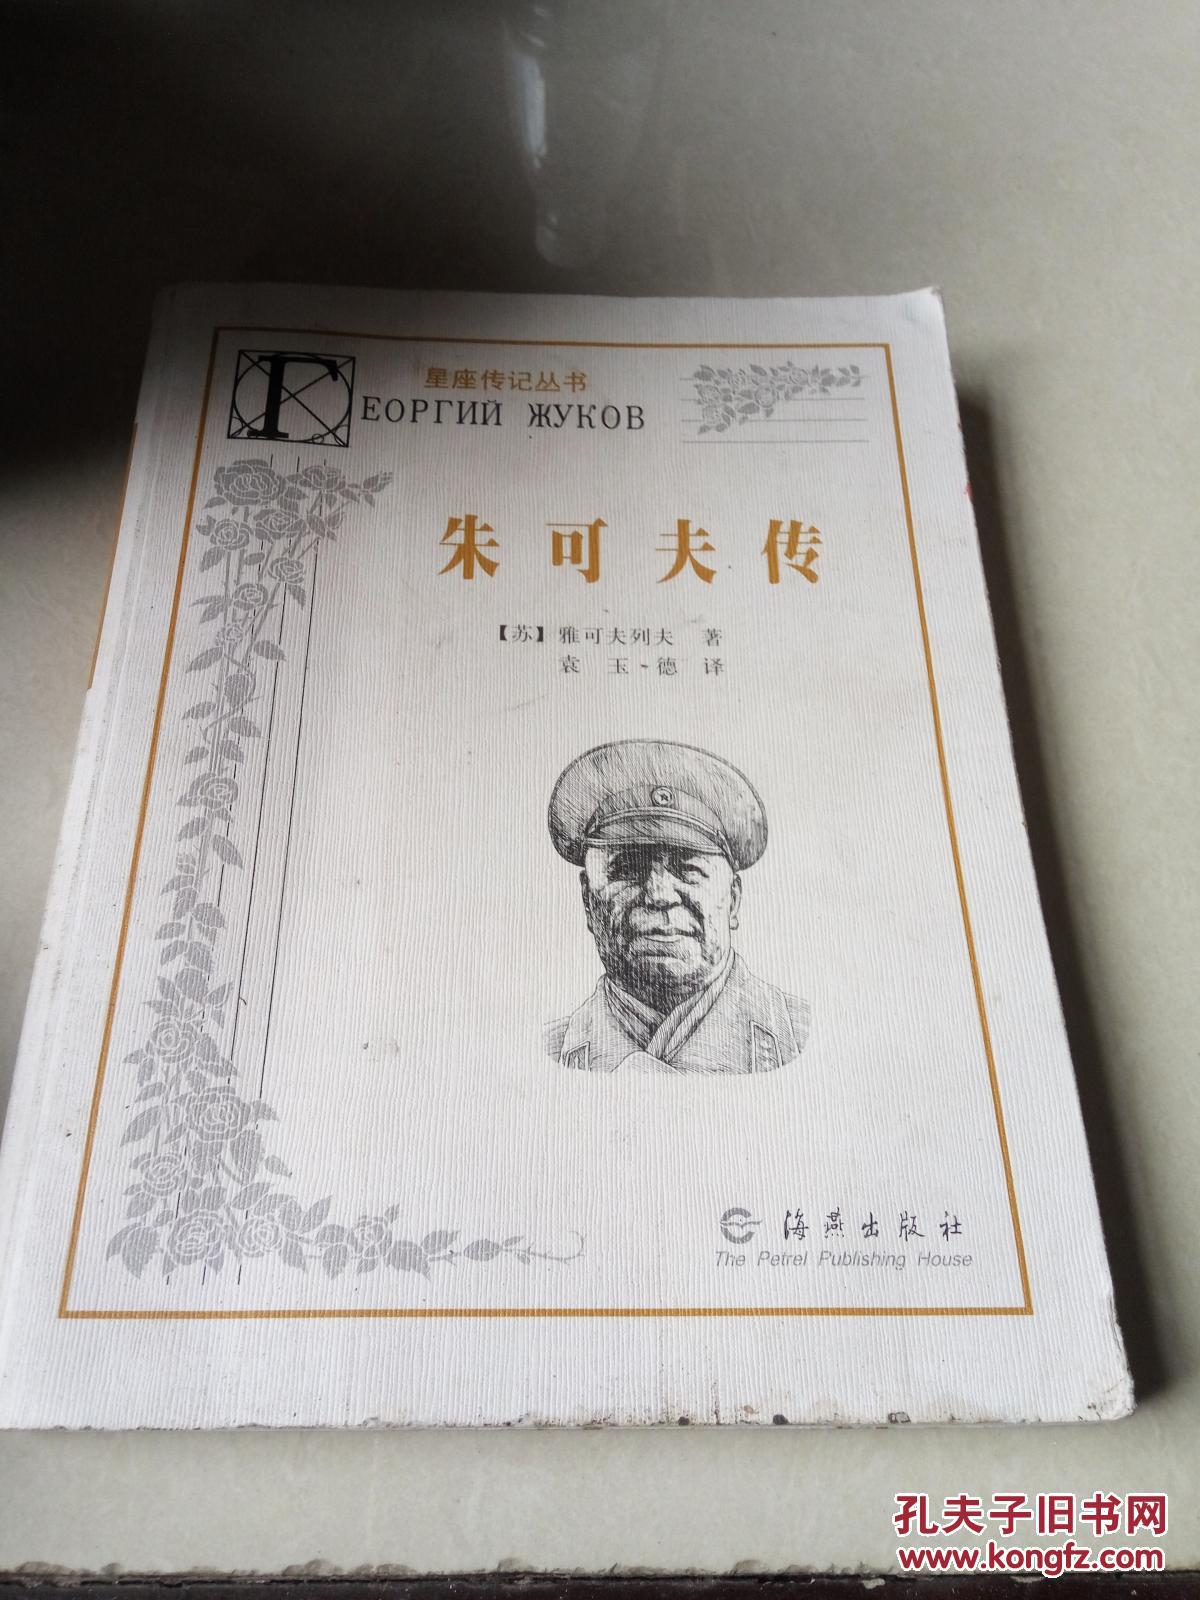 星座传记丛书
ГЕОРГИЙ ЖУКОВ
朱可夫传
【苏】雅可夫列夫 著
袁玉·德 译
海燕出版社
The Petrel Publishing House
孔夫子旧书网
www.kongfz.com